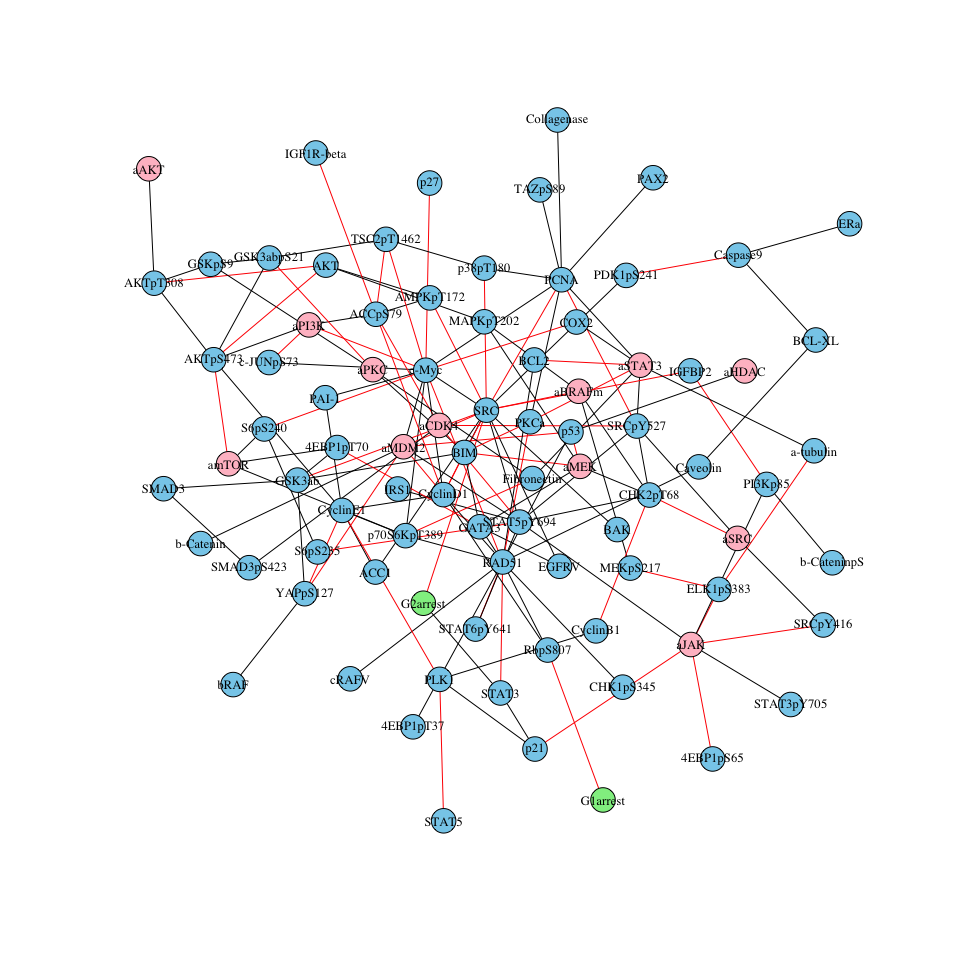 Collagenase
IGF1R-beta
aAKT
p27
TAZpS89
PAX2
ERa
TSC2pT1462
GSK3abpS21
GSKpS9
AKT
p38pT180
Caspase9
PDK1pS241
AKTpT308
PCNA
AMPKpT172
ACCpS79
MAPKpT202
COX2
aPI3K
BCL-XL
AKTpS473
c-JUNpS73
aPKC
c-Myc
BCL2
aSTAT3
IGFBP2
aHDAC
aBRAFm
PAI-1
SRC
PKCa
S6pS240
aCDK4
p53
SRCpY527
4EBP1pT70
aMDM2
BIM
a-tubulin
amTOR
aMEK
Caveolin
GSK3ab
Fibronectin
PI3Kp85
SMAD3
IRS1
CyclinD1
CHK2pT68
CyclinE1
GATA3
STAT5pY694
BAK
p70S6KpT389
aSRC
b-Catenin
S6pS235
RAD51
EGFRV
MEKpS217
b-CateninpS
SMAD3pS423
ACC1
ELK1pS383
YAPpS127
G2arrest
STAT6pY641
CyclinB1
SRCpY416
aJAK
RbpS807
bRAF
cRAFV
PLK1
STAT3
CHK1pS345
STAT3pY705
4EBP1pT37
p21
4EBP1pS65
G1arrest
STAT5